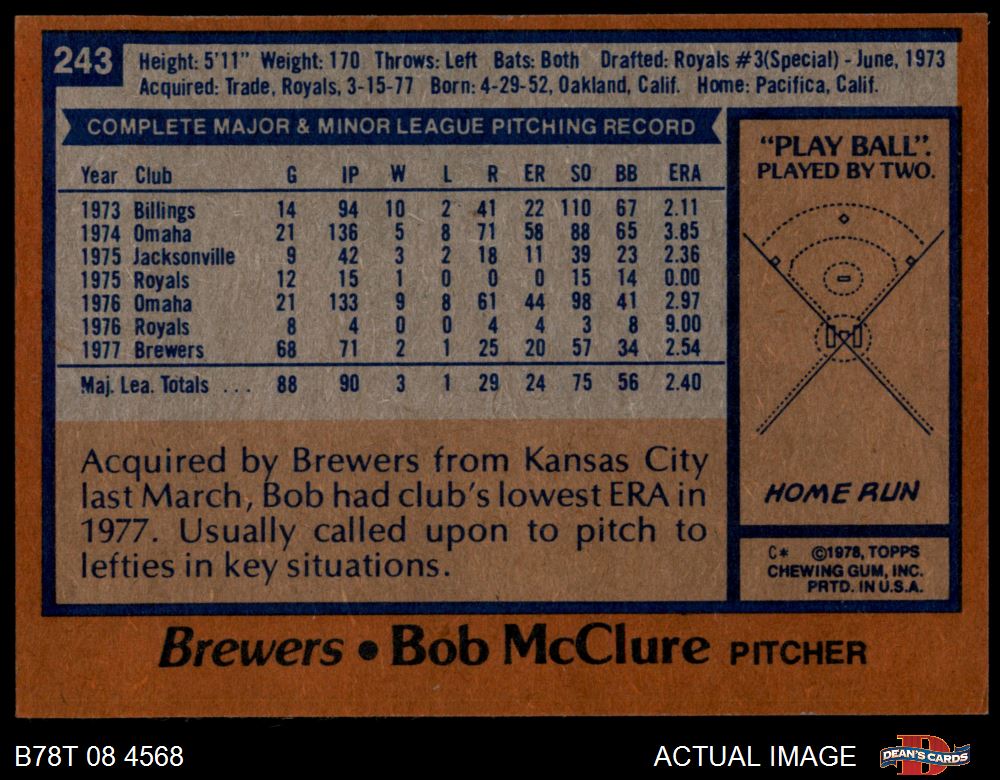 243
Height: 5'11" Weight: 170 Throws: Left Bats: Both Drafted: Royals #3(Special) - June, 1973
Acquired: Trade, Royals, 3-15-77 Born: 4-29-52, Oakland, Calif. Home: Pacifica, Calif.
COMPLETE MAJOR & MINOR LEAGUE PITCHING RECORD
Year Club G IP W L R ER SO BB ERA
1973 Billings 14 94 10 2 41 22 110 67 2.11
1974 Omaha 21 136 5 8 71 58 88 65 3.85
1975 Jacksonville 9 42 3 2 18 11 39 23 2.36
1975 Royals 12 15 1 0 0 0 15 14 0.00
1976 Omaha 21 133 9 8 61 44 98 41 2.97
1976 Royals 8 4 0 0 4 4 3 8 9.00
1977 Brewers 68 71 2 1 25 20 57 34 2.54
Maj. Lea. Totals ... 88 90 3 1 29 24 75 56 2.40
Acquired by Brewers from Kansas City
last March, Bob had club's lowest ERA in
1977. Usually called upon to pitch to
lefties in key situations.
"PLAY BALL".
PLAYED BY TWO.
HOME RUN
C* ©1978, TOPPS
CHEWING GUM, INC.
PRTD. IN U.S.A.
Brewers • Bob McClure PITCHER
B78T 08 4568
ACTUAL IMAGE
D
DEAN'S CARDS